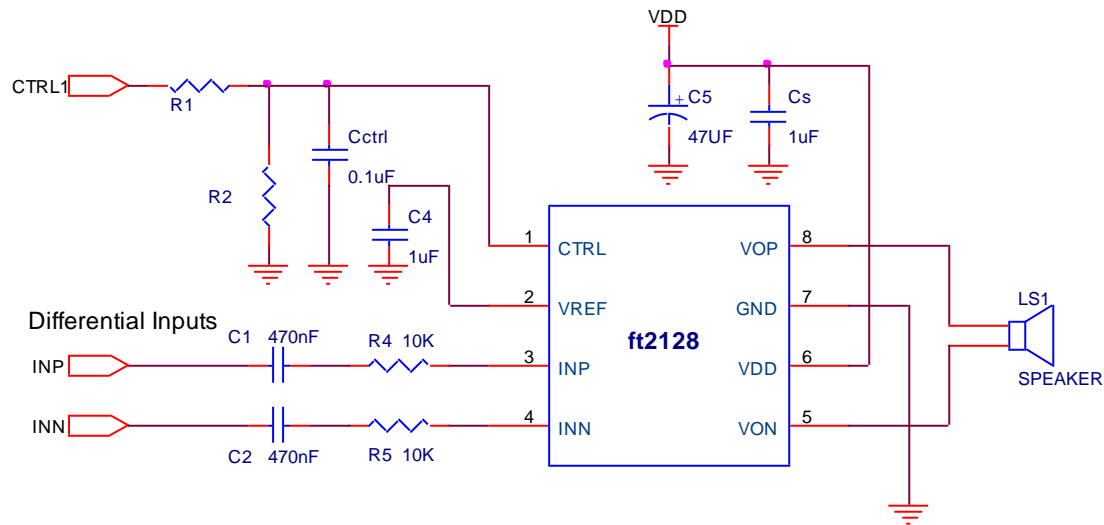 VDD
CTRL1
R1
+
C5
47UF
Cs
1uF
Cctrl
0.1uF
R2
C4
1uF
1
CTRL
VOP
8
2
VREF
GND
7
LS1
SPEAKER
Differential Inputs
ft2128
C1 470nF
R4 10K
INP
3
INP
VDD
6
INN
4
INN
VON
5
C2 470nF
R5 10K